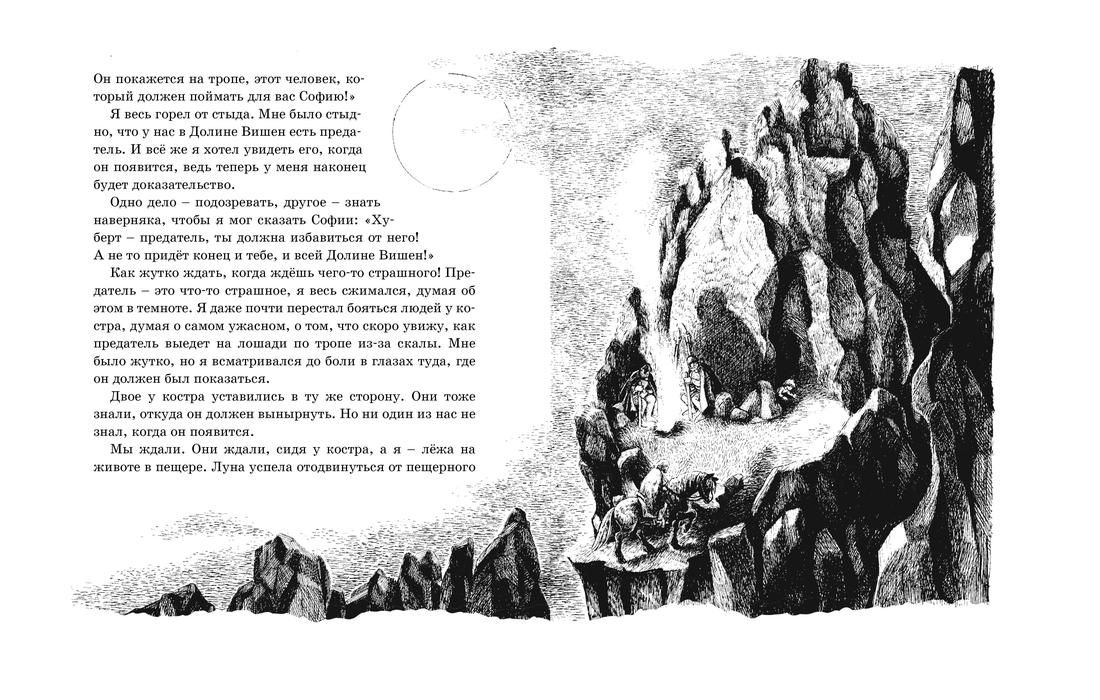 Он покажется на тропе, этот человек, ко-
торый должен поймать для вас Софию!»
Я весь горел от стыда. Мне было стыд-
но, что у нас в Долине Вишен есть преда-
тель. И всё же я хотел увидеть его, когда
он появится, ведь теперь у меня наконец
будет доказательство.
Одно дело – подозревать, другое – знать
наверняка, чтобы я мог сказать Софии: «Ху-
берт – предатель, ты должна избавиться от него!
А не то придёт конец и тебе, и всей Долине Вишен!»
Как жутко ждать, когда ждёшь чего-то страшного! Пре-
датель – это что-то страшное, я весь сжимался, думая об
этом в темноте. Я даже почти перестал бояться людей у ко-
стра, думая о самом ужасном, о том, что скоро увижу, как
предатель выедет на лошади по тропе из-за скалы. Мне
было жутко, но я всматривался до боли в глазах туда, где
он должен был показаться.
Двое у костра уставились в ту же сторону. Они тоже
знали, откуда он должен вынырнуть. Но ни один из нас не
знал, когда он появится.
Мы ждали. Они ждали, сидя у костра, а я – лёжа на
животе в пещере. Луна успела отодвинуться от пещерного